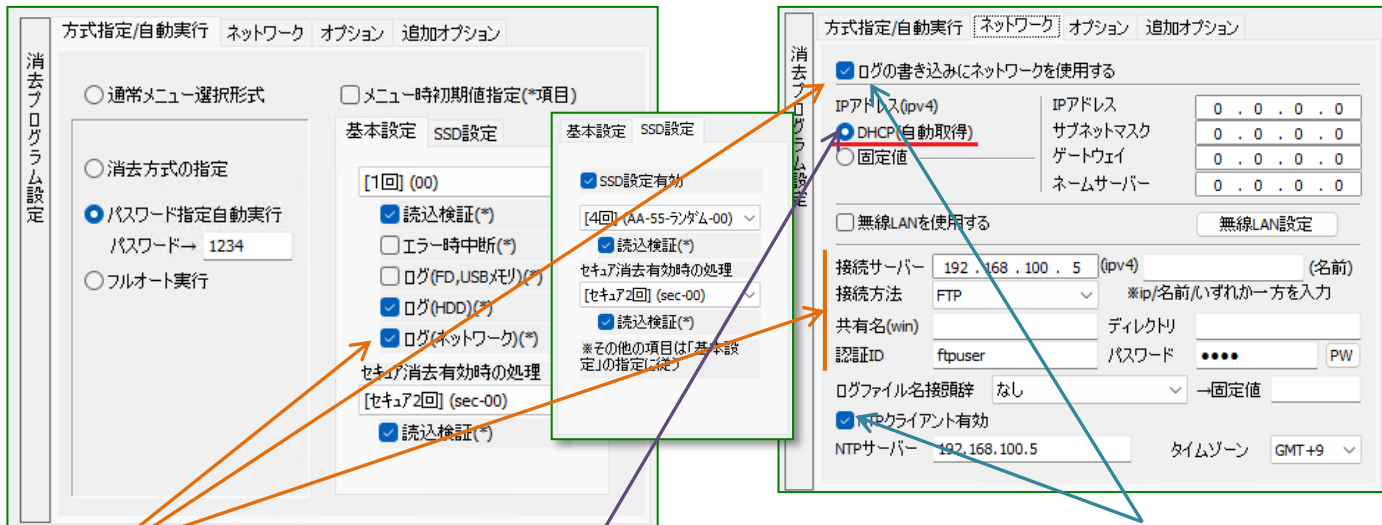 消去プログラム設定
方式指定/自動実行 ネットワーク オプション 追加オプション
○通常メニュー選択形式
○消去方式の指定
パスワード指定自動実行
パスワード→ 1234
○フルオート実行
メニュー時初期値指定(*項目)
基本設定 SSD設定
[1回] (00)
読込検証(*)
エラー時中断(*)
ログ(FD,USBメモリ)(*)
ログ(HDD)(*)
ログ(ネットワーク)(*)
セキュア消去有効時の処理
[セキュア2回] (sec-00)
読込検証(*)
基本設定 SSD設定
SSD設定有効
[4回] (AA-55-ランダム-00)
読込検証(*)
セキュア消去有効時の処理
[セキュア2回] (sec-00)
読込検証(*)
※その他の項目は「基本設
定」の指定に従う
消去プログラム設定
方式指定/自動実行 ネットワーク オプション 追加オプション
ログの書き込みにネットワークを使用する
IPアドレス(ipv4)
DHCP(自動取得)
固定値
IPアドレス 0 . 0 . 0 . 0
サブネットマスク 0 . 0 . 0 . 0
ゲートウェイ 0 . 0 . 0 . 0
ネームサーバー 0 . 0 . 0 . 0
無線LANを使用する 無線LAN設定
接続サーバー 192 . 168 . 100 . 5 (ipv4) (名前)
接続方法 FTP ※ip/名前/いずれか一方を入力
共有名(win) ディレクトリ
認証ID ftpuser パスワード ●●●● PW
ログファイル名接頭辞 なし →固定値
NTPクライアント有効
NTPサーバー 192.168.100.5 タイムゾーン GMT+9